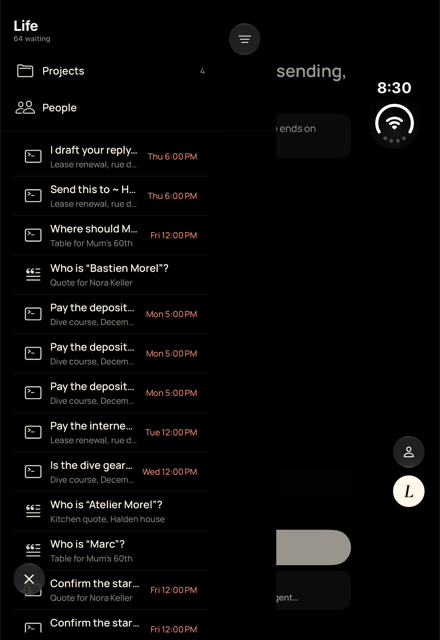 Life
64 waiting
Projects
4
People
I draft your reply...
Thu 6:00 PM
Lease renewal, rue d...
Send this to ~ H...
Thu 6:00 PM
Lease renewal, rue d...
Where should M...
Fri 12:00 PM
Table for Mum's 60th
Who is “Bastien Morel”?
Quote for Nora Keller
Pay the deposit...
Mon 5:00 PM
Dive course, Decem...
Pay the deposit...
Mon 5:00 PM
Dive course, Decem...
Pay the deposit...
Mon 5:00 PM
Dive course, Decem...
Pay the interne...
Tue 12:00 PM
Lease renewal, rue d...
Is the dive gear...
Wed 12:00 PM
Dive course, Decem...
Who is “Atelier Morel”?
Kitchen quote, Halden house
Who is “Marc”?
Table for Mum's 60th
Confirm the star...
Fri 12:00 PM
Quote for Nora Keller
Confirm the star...
Fri 12:00 PM
sending,
ends on
8:30
L
gent...